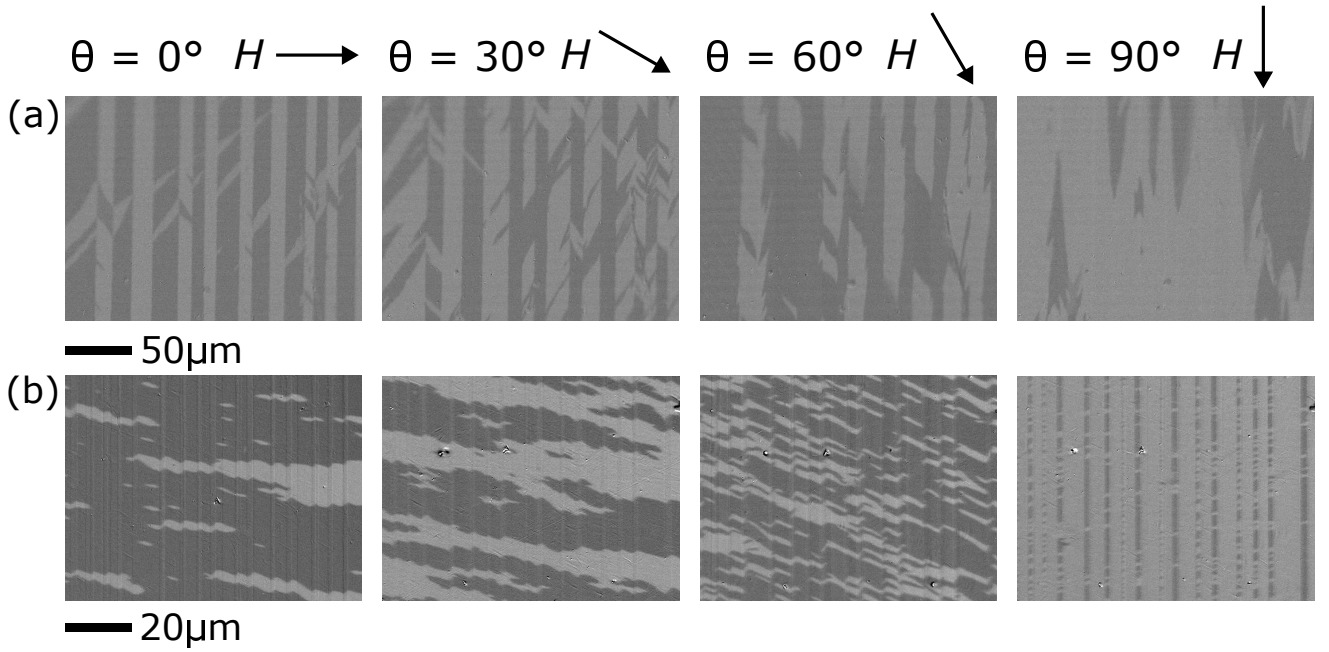 θ = 0° H θ = 30° H θ = 60° H θ = 90° H
(a)
50μm
(b)
20μm